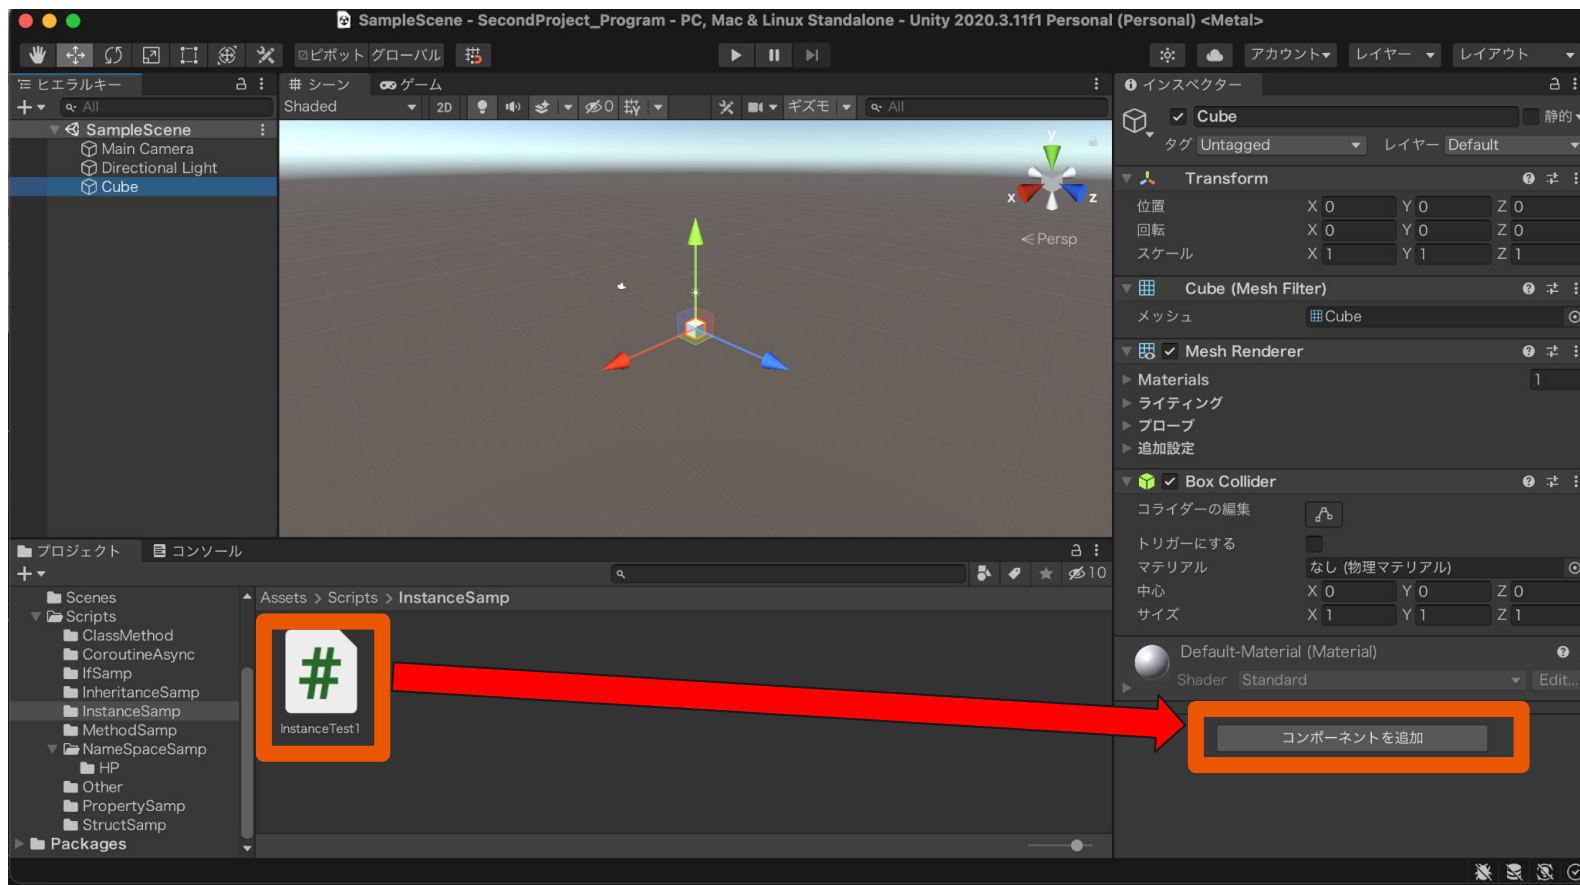 SampleScene - SecondProject_Program - PC, Mac & Linux Standalone - Unity 2020.3.11f1 Personal (Personal) <Metal>
ピボット グローバル
アカウント レイヤー レイアウト
ヒエラルキー
All
SampleScene
Main Camera
Directional Light
Cube
シーン ゲーム
Shaded 2D 0 ギズモ All
y
x z
Persp
インスペクター
Cube 静的
タグ Untagged レイヤー Default
Transform
位置 X 0 Y 0 Z 0
回転 X 0 Y 0 Z 0
スケール X 1 Y 1 Z 1
Cube (Mesh Filter)
メッシュ Cube
Mesh Renderer
Materials 1
ライティング
プローブ
追加設定
Box Collider
コライダーの編集
トリガーにする
マテリアル なし (物理マテリアル)
中心 X 0 Y 0 Z 0
サイズ X 1 Y 1 Z 1
Default-Material (Material)
Shader Standard Edit...
コンポーネントを追加
プロジェクト コンソール
10
Scenes
Scripts
ClassMethod
CoroutineAsync
IfSamp
InheritanceSamp
InstanceSamp
MethodSamp
NameSpaceSamp
HP
Other
PropertySamp
StructSamp
Packages
Assets > Scripts > InstanceSamp
#
InstanceTest1